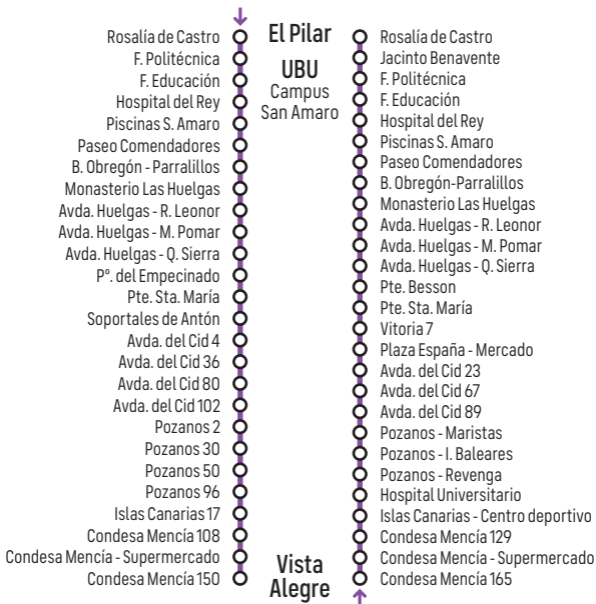 Rosalía de Castro
F. Politécnica
F. Educación
Hospital del Rey
Piscinas S. Amaro
Paseo Comendadores
B. Obregón - Parralillos
Monasterio Las Huelgas
Avda. Huelgas - R. Leonor
Avda. Huelgas - M. Pomar
Avda. Huelgas - Q. Sierra
Pº. del Empecinado
Pte. Sta. María
Soportales de Antón
Avda. del Cid 4
Avda. del Cid 36
Avda. del Cid 80
Avda. del Cid 102
Pozanos 2
Pozanos 30
Pozanos 50
Pozanos 96
Islas Canarias 17
Condesa Mencía 108
Condesa Mencía - Supermercado
Condesa Mencía 150
El Pilar
UBU
Campus
San Amaro
Vista
Alegre
Rosalía de Castro
Jacinto Benavente
F. Politécnica
F. Educación
Hospital del Rey
Piscinas S. Amaro
Paseo Comendadores
B. Obregón-Parralillos
Monasterio Las Huelgas
Avda. Huelgas - R. Leonor
Avda. Huelgas - M. Pomar
Avda. Huelgas - Q. Sierra
Pte. Besson
Pte. Sta. María
Vitoria 7
Plaza España - Mercado
Avda. del Cid 23
Avda. del Cid 67
Avda. del Cid 89
Pozanos - Maristas
Pozanos - I. Baleares
Pozanos - Revenga
Hospital Universitario
Islas Canarias - Centro deportivo
Condesa Mencía 129
Condesa Mencía - Supermercado
Condesa Mencía 165